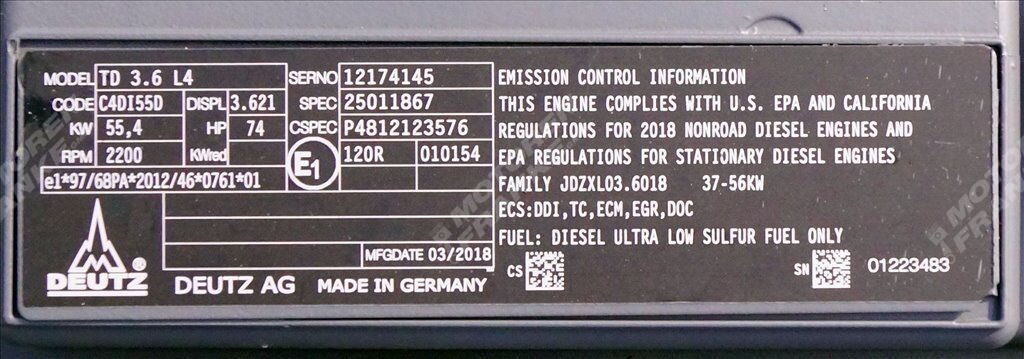 MODEL TD 3.6 L4 SERNO 12174145
CODE C4DI55D DISPL 3.621 SPEC 25011867
KW 55,4 HP 74 CSPEC P4812123576
RPM 2200 KWred E1 120R 010154
e1*97/68PA*2012/46*0761*01
MFGDATE 03/2018
DEUTZ ® DEUTZ AG MADE IN GERMANY
EMISSION CONTROL INFORMATION
THIS ENGINE COMPLIES WITH U.S. EPA AND CALIFORNIA
REGULATIONS FOR 2018 NONROAD DIESEL ENGINES AND
EPA REGULATIONS FOR STATIONARY DIESEL ENGINES
FAMILY JDZXL03.6018 37-56KW
ECS:DDI,TC,ECM,EGR,DOC
FUEL: DIESEL ULTRA LOW SULFUR FUEL ONLY
CS SN 01223483